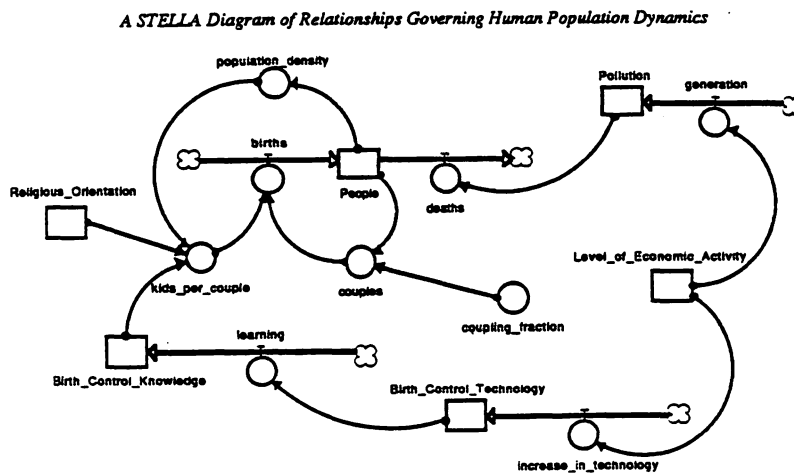 A STELLA Diagram of Relationships Governing Human Population Dynamics
population_density
Pollution
generation
births
People
deaths
Religious_Orientation
kids_per_couple
couples
Level_of_Economic_Activity
coupling_fraction
learning
Birth_Control_Knowledge
Birth_Control_Technology
increase_in_technology